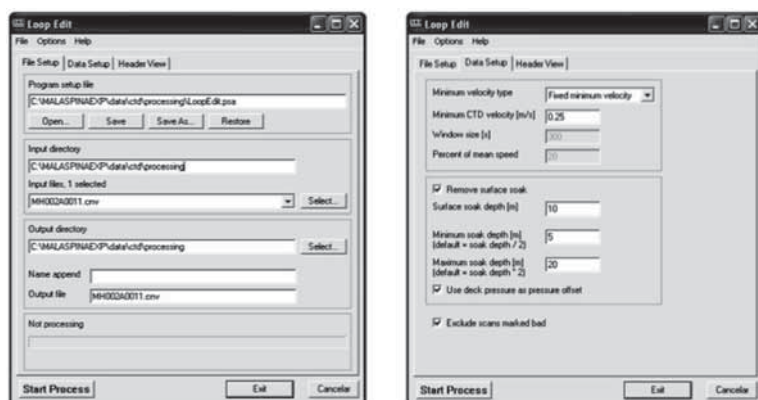 Loop Edit
File Options Help
File Setup Data Setup Header View
Program setup file
C:\MALASPINAEXP\data\ctd\processing\LoopEdit.psa
Open... Save Save As... Restore
Input directory
C:\MALASPINAEXP\data\ctd\processing
Input files, 1 selected
MH002A0011.cnv Select...
Output directory
C:\MALASPINAEXP\data\ctd\processing Select...
Name append
Output file MH002A0011.cnv
Not processing
Start Process Exit Cancelar
Loop Edit
File Options Help
File Setup Data Setup Header View
Minimum velocity type Fixed minimum velocity
Minimum CTD velocity [m/s] 0.25
Window size [s] 300
Percent of mean speed 20
Remove surface soak
Surface soak depth [m] 10
Minimum soak depth [m] 5
(default = soak depth / 2)
Maximum soak depth [m] 20
(default = soak depth * 2)
Use deck pressure as pressure offset
Exclude scans marked bad
Start Process Exit Cancelar